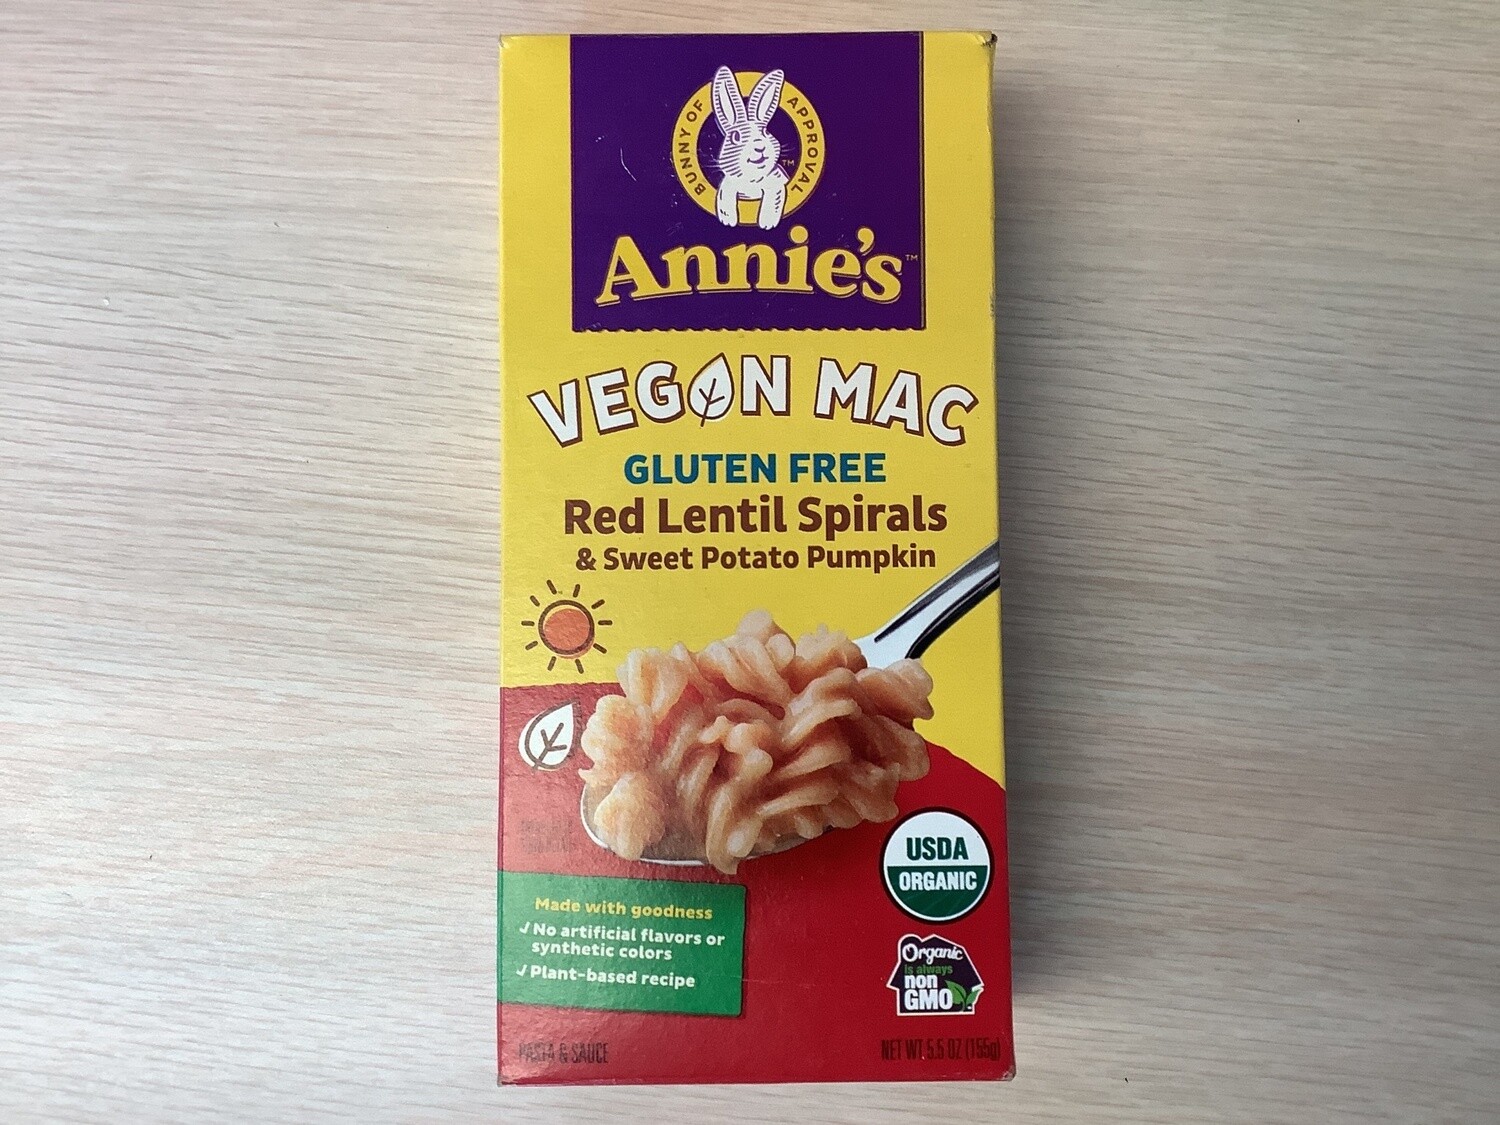 BUNNY OF APPROVAL TM
Annie's™
VEGAN MAC
GLUTEN FREE
Red Lentil Spirals
& Sweet Potato Pumpkin
USDA
ORGANIC
Made with goodness
✓ No artificial flavors or
synthetic colors
✓ Plant-based recipe
Organic
is always
non
GMO
PASTA & SAUCE
NET WT 5.5 OZ (155g)